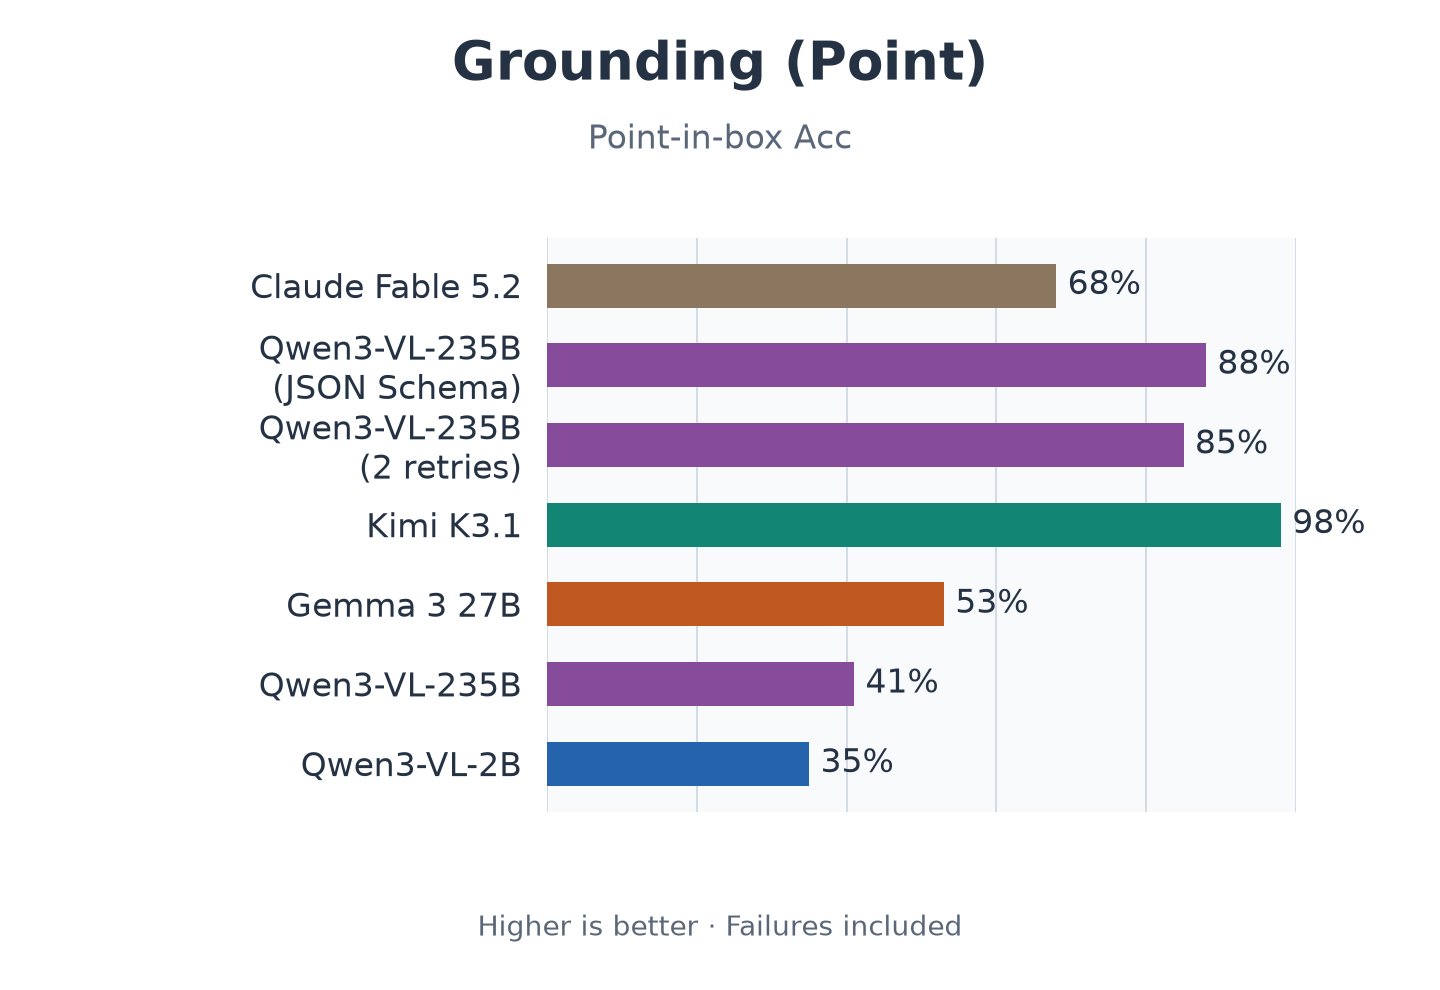 Grounding (Point)
Point-in-box Acc
Claude Fable 5.2
68%
Qwen3-VL-235B
(JSON Schema)
88%
Qwen3-VL-235B
(2 retries)
85%
Kimi K3.1
98%
Gemma 3 27B
53%
Qwen3-VL-235B
41%
Qwen3-VL-2B
35%
Higher is better · Failures included